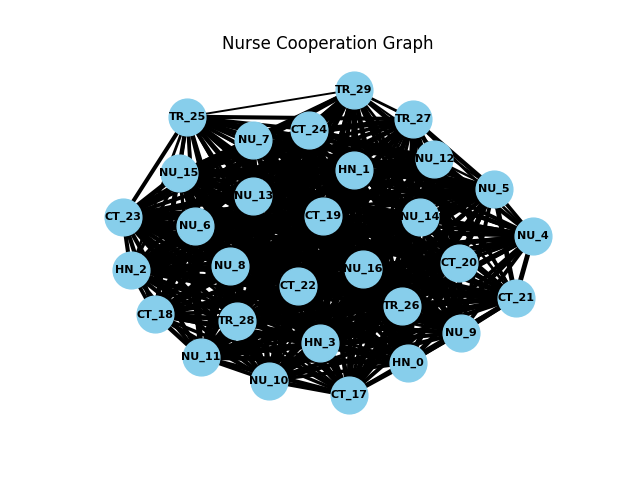 Nurse Cooperation Graph
TR_29
TR_25
TR_27
CT_24
NU_7
NU_12
HN_1
NU_15
NU_5
NU_13
CT_19
NU_14
CT_23
NU_6
NU_4
CT_20
NU_8
NU_16
HN_2
CT_22
CT_21
TR_26
CT_18
TR_28
NU_9
HN_3
NU_11
HN_0
NU_10
CT_17